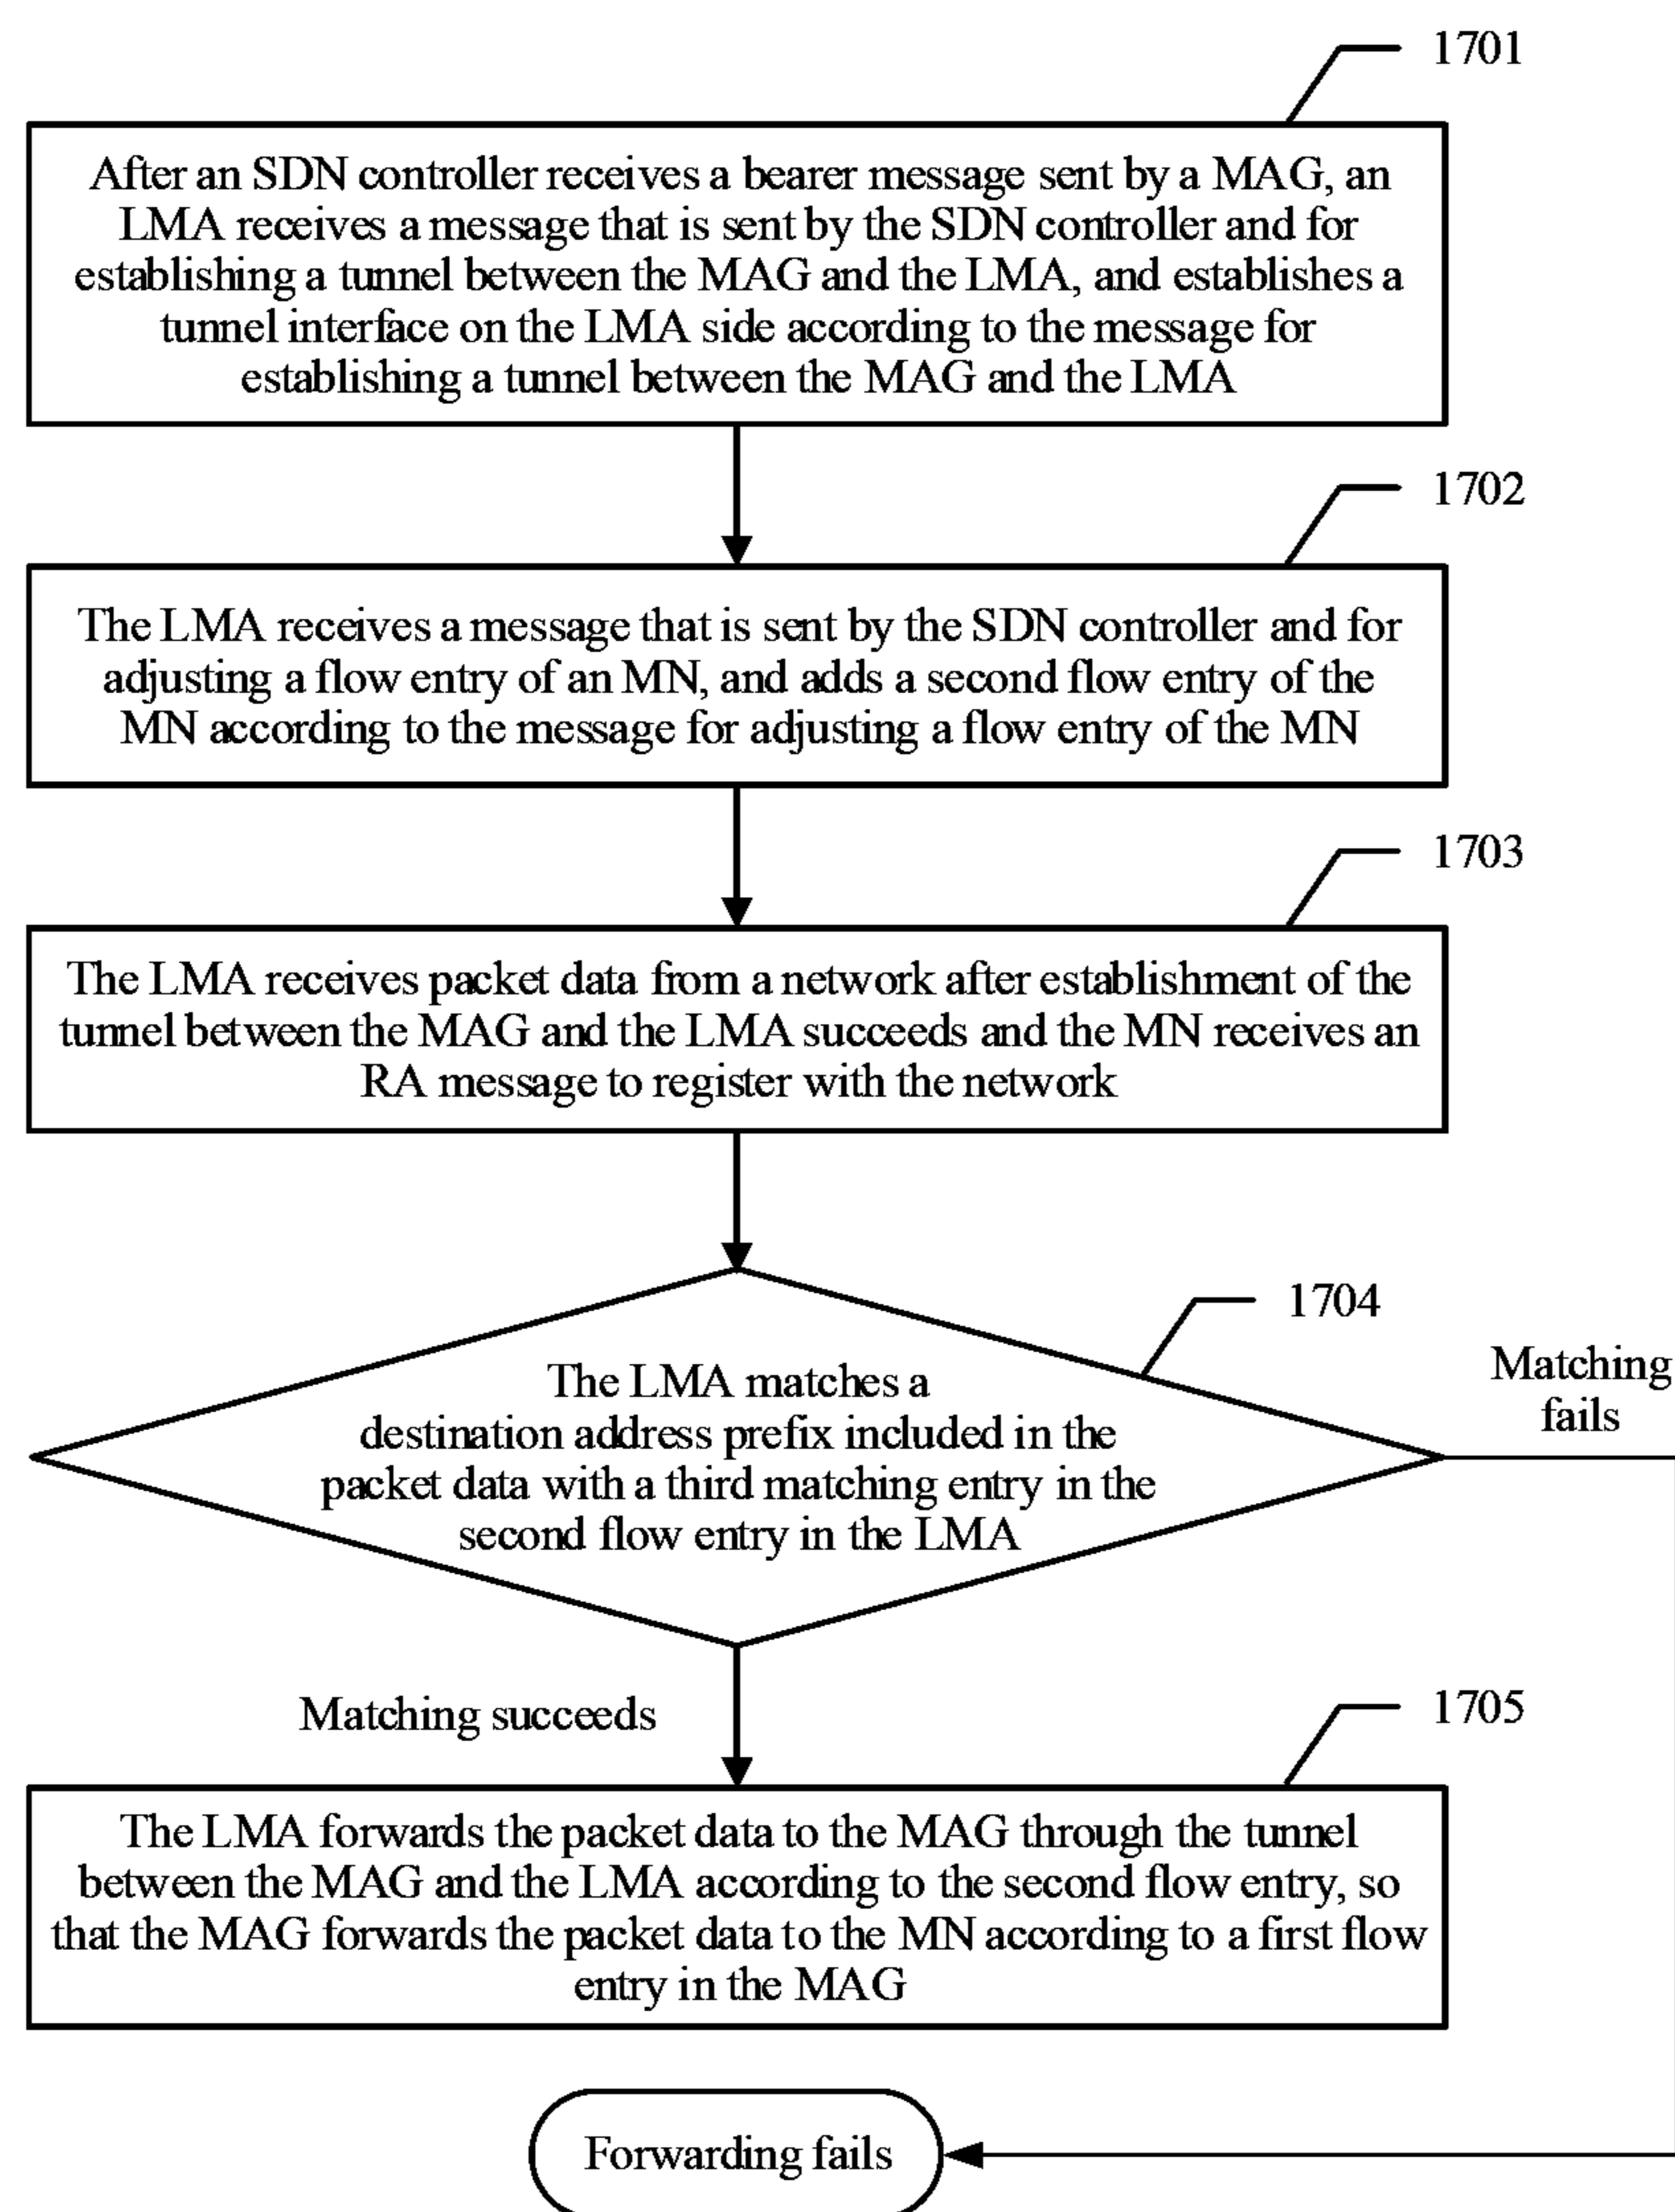 1701
After an SDN controller receives a bearer message sent by a MAG, an
LMA receives a message that is sent by the SDN controller and for
establishing a tunnel between the MAG and the LMA, and establishes a
tunnel interface on the LMA side according to the message for
establishing a tunnel between the MAG and the LMA
1702
The LMA receives a message that is sent by the SDN controller and for
adjusting a flow entry of an MN, and adds a second flow entry of the
MN according to the message for adjusting a flow entry of the MN
1703
The LMA receives packet data from a network after establishment of the
tunnel between the MAG and the LMA succeeds and the MN receives an
RA message to register with the network
1704
The LMA matches a
destination address prefix included in the
packet data with a third matching entry in the
second flow entry in the LMA
Matching
fails
Matching succeeds
1705
The LMA forwards the packet data to the MAG through the tunnel
between the MAG and the LMA according to the second flow entry, so
that the MAG forwards the packet data to the MN according to a first flow
entry in the MAG
Forwarding fails